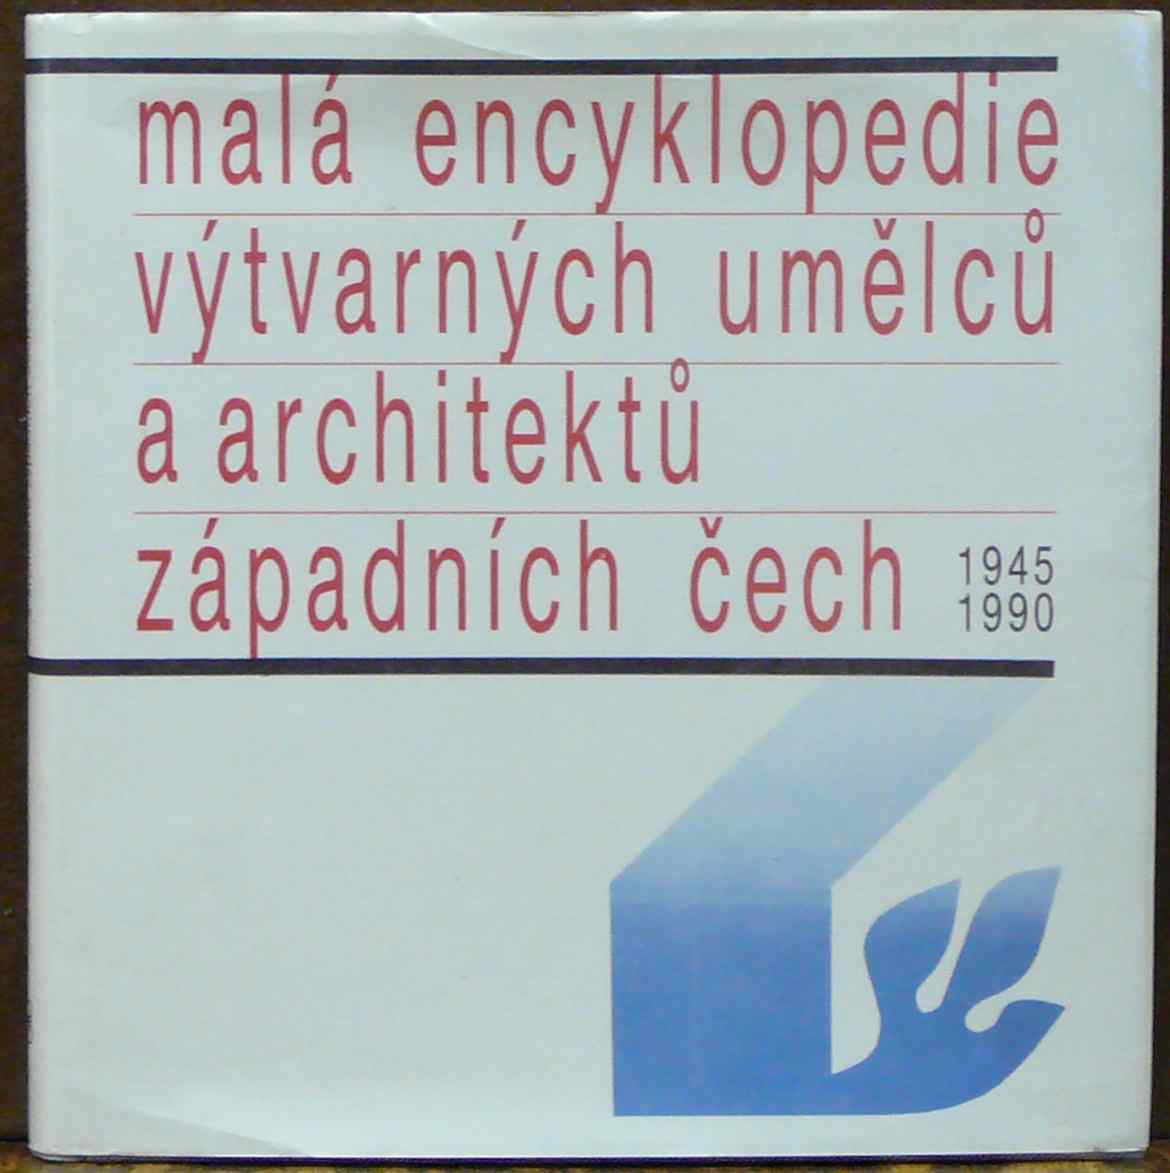 malá encyklopedie
výtvarných umělců
a architektů
západních čech 1945
1990